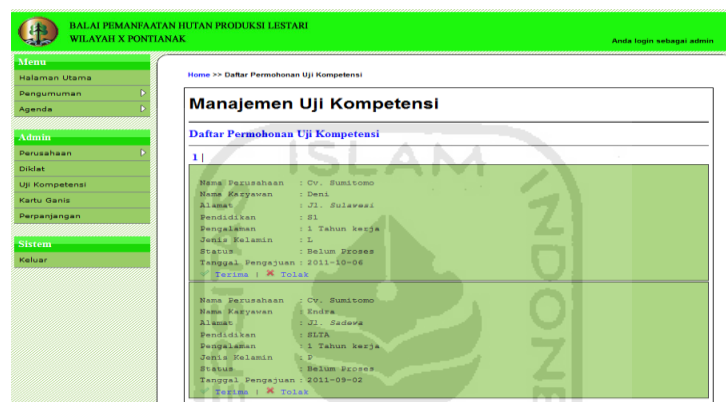 BALAI PEMANFAATAN HUTAN PRODUKSI LESTARI
WILAYAH X PONTIANAK
Anda login sebagai admin
Menu
Halaman Utama
Pengumuman
Agenda
Admin
Perusahaan
Diklat
Uji Kompetensi
Kartu Ganis
Perpanjangan
Sistem
Keluar
Home >> Daftar Permohonan Uji Kompetensi
Manajemen Uji Kompetensi
Daftar Permohonan Uji Kompetensi
1 |
Nama Perusahaan : Cv. Sumitomo
Nama Karyawan : Deni
Alamat : Jl. Sulawesi
Pendidikan : S1
Pengalaman : 1 Tahun kerja
Jenis Kelamin : L
Status : Belum Proses
Tanggal Pengajuan : 2011-10-06
Terima | Tolak
Nama Perusahaan : Cv. Sumitomo
Nama Karyawan : Endra
Alamat : Jl. Sadewa
Pendidikan : SLTA
Pengalaman : 1 Tahun kerja
Jenis Kelamin : P
Status : Belum Proses
Tanggal Pengajuan : 2011-09-02
Terima | Tolak
ISLAM